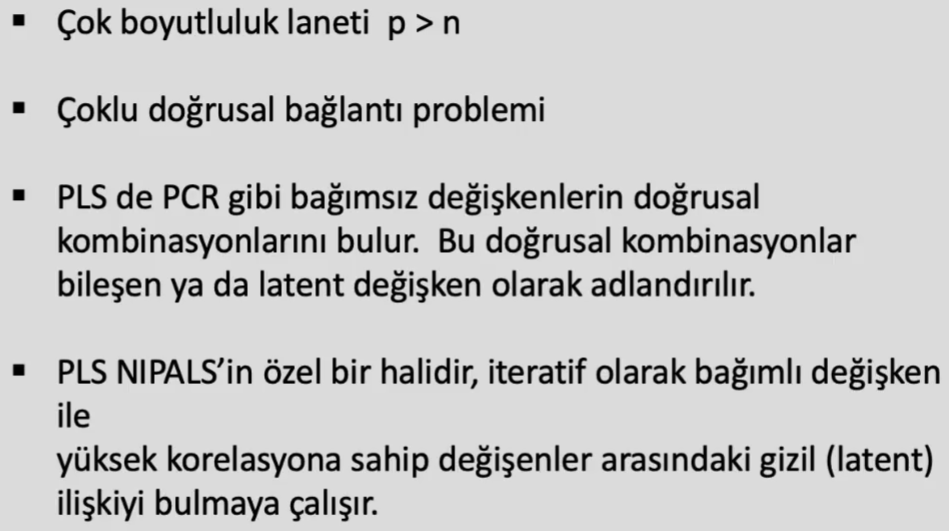 ▪ Çok boyutluluk laneti p > n
▪ Çoklu doğrusal bağlantı problemi
▪ PLS de PCR gibi bağımsız değişkenlerin doğrusal
kombinasyonlarını bulur. Bu doğrusal kombinasyonlar
bileşen ya da latent değişken olarak adlandırılır.
▪ PLS NIPALS’in özel bir halidir, iteratif olarak bağımlı değişken
ile
yüksek korelasyona sahip değişenler arasındaki gizil (latent)
ilişkiyi bulmaya çalışır.